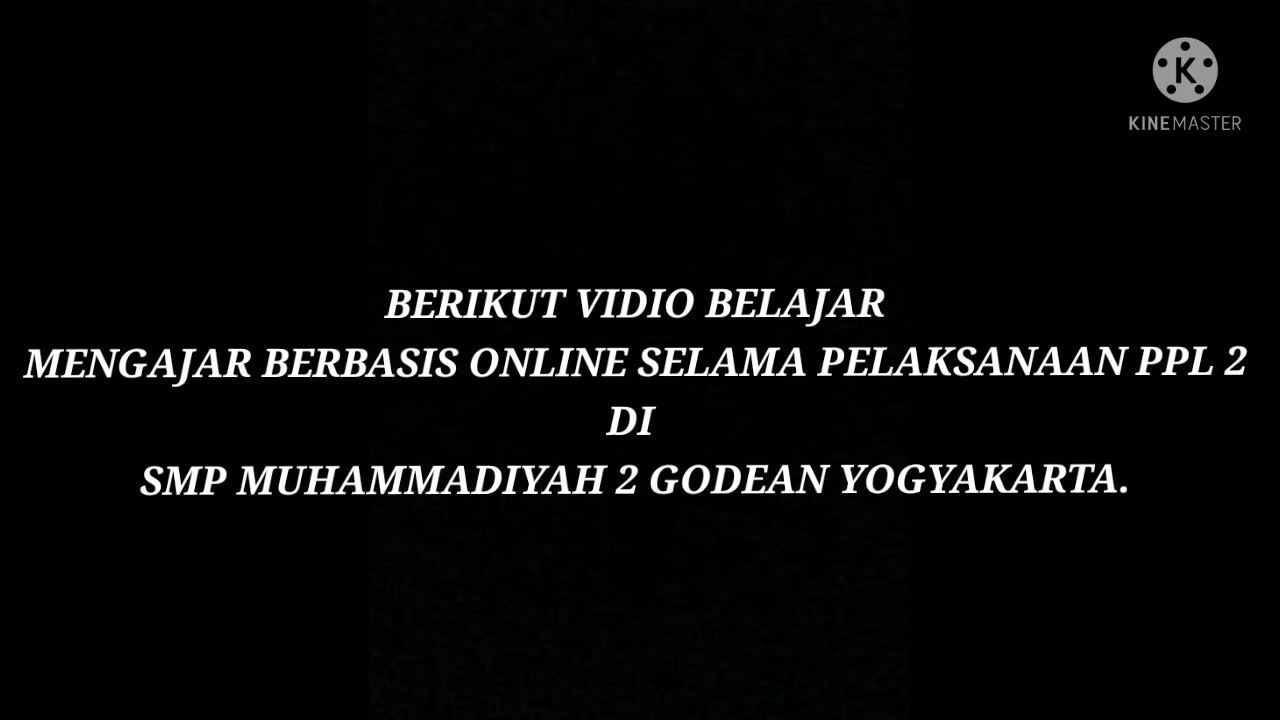 K
KINEMASTER
BERIKUT VIDIO BELAJAR
MENGAJAR BERBASIS ONLINE SELAMA PELAKSANAAN PPL 2
DI
SMP MUHAMMADIYAH 2 GODEAN YOGYAKARTA.